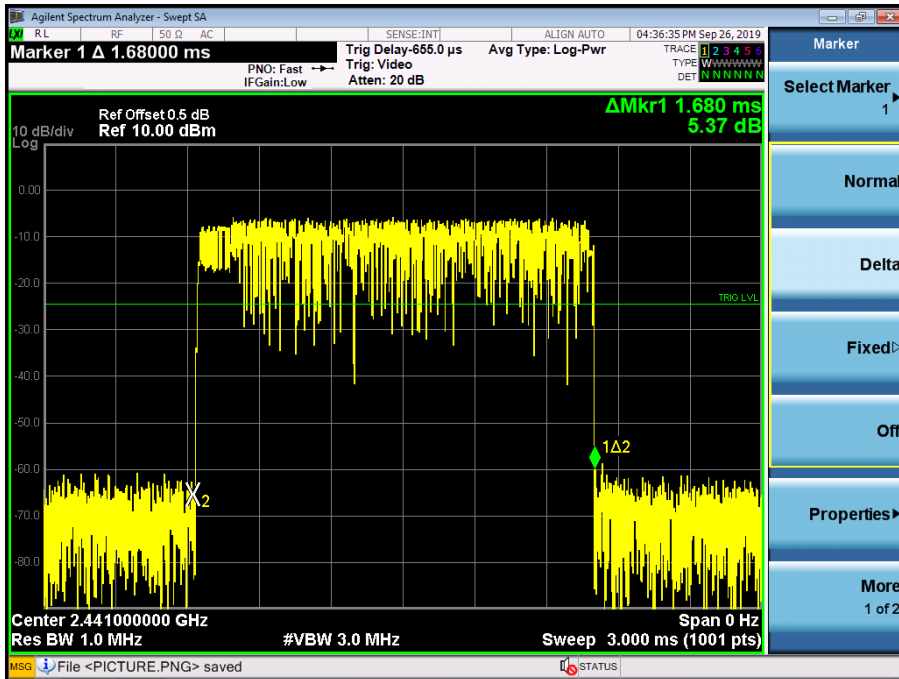 Agilent Spectrum Analyzer - Swept SA
LXI RL RF 50 Ω AC SENSE:INT ALIGN AUTO 04:36:35 PM Sep 26, 2019
Marker 1 Δ 1.68000 ms
PNO: Fast
IFGain:Low
Trig Delay-655.0 µs
Trig: Video
Atten: 20 dB
Avg Type: Log-Pwr
TRACE 1 2 3 4 5 6
TYPE WWWWWWW
DET N N N N N N
ΔMkr1 1.680 ms
5.37 dB
Ref Offset 0.5 dB
10 dB/div Ref 10.00 dBm
Log
0.00
-10.0
-20.0
TRIG LVL
-30.0
-40.0
-50.0
1Δ2
-60.0
2
-70.0
-80.0
Center 2.441000000 GHz Span 0 Hz
Res BW 1.0 MHz #VBW 3.0 MHz Sweep 3.000 ms (1001 pts)
MSG File <PICTURE.PNG> saved STATUS
Marker
Select Marker
1
Normal
Delta
Fixed
Off
Properties
More
1 of 2